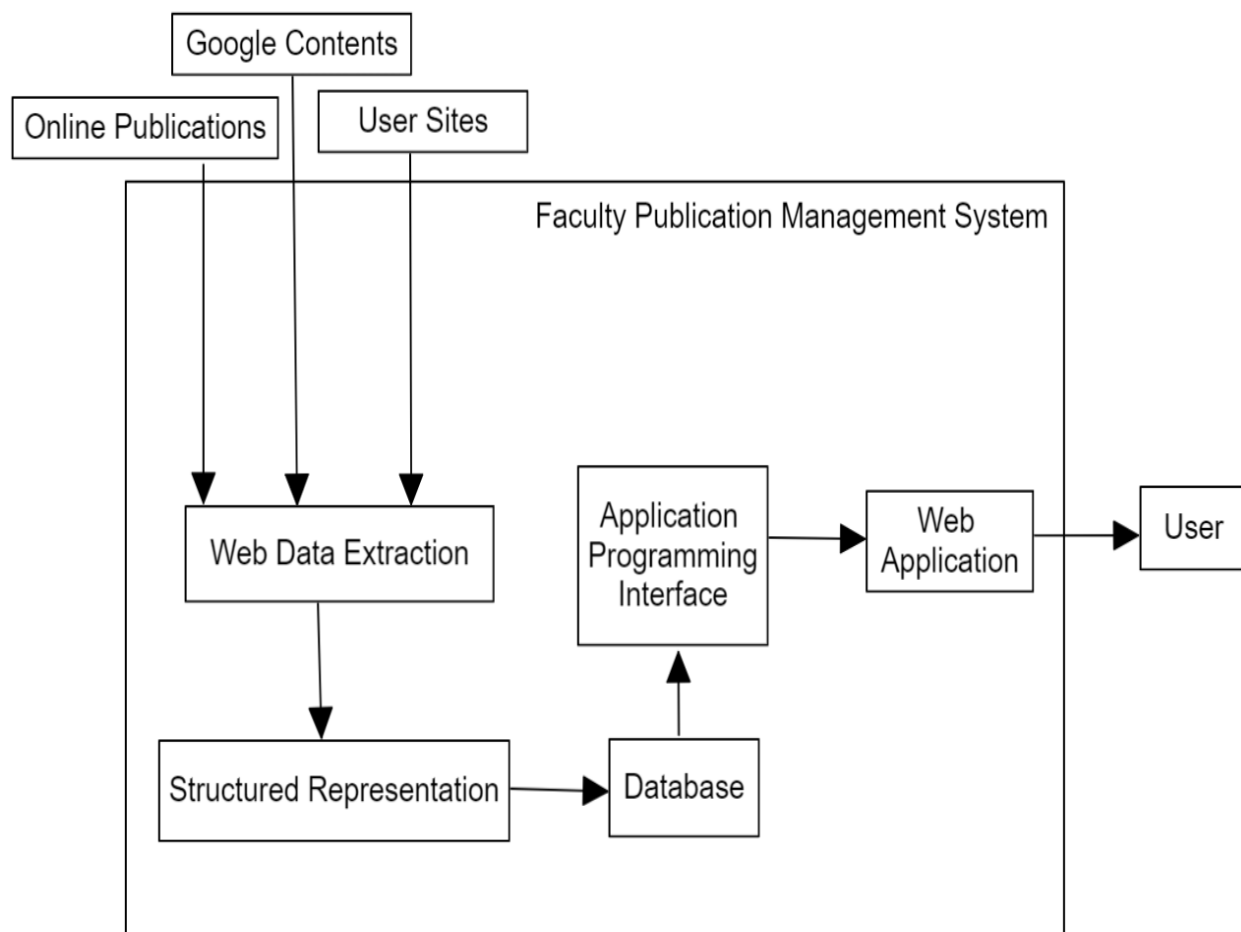 Google Contents
Online Publications
User Sites
Faculty Publication Management System
Web Data Extraction
Application
Programming
Interface
Web
Application
User
Structured Representation
Database